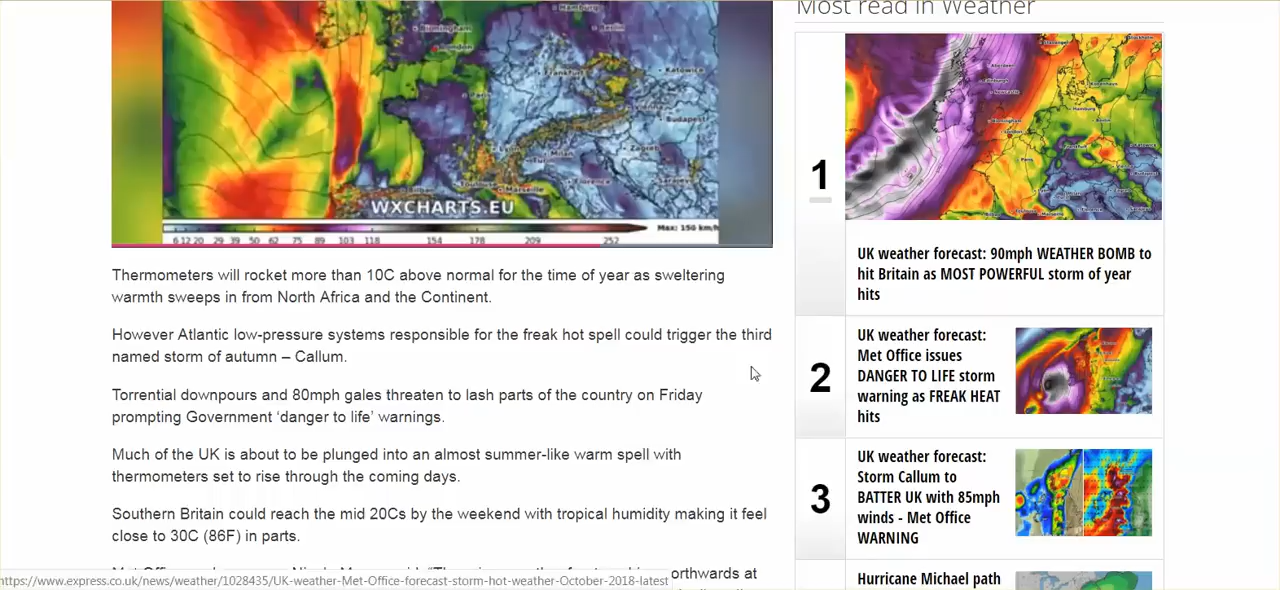 Most read in Weather
Hamburg
Birmingham
Berlin
London
Frankfurt
Katowice
Paris
Vienna
Budapest
Lyon
Milan
Zagreb
Florence
Sarajevo
Bilbao
Toulouse
Marseille
WXCHARTS.EU
Max: 150 km/h
6 12 20 29 39 50 62 75 89 103 118 154 178 209 252
Thermometers will rocket more than 10C above normal for the time of year as sweltering
warmth sweeps in from North Africa and the Continent.
However Atlantic low-pressure systems responsible for the freak hot spell could trigger the third
named storm of autumn – Callum.
Torrential downpours and 80mph gales threaten to lash parts of the country on Friday
prompting Government ‘danger to life’ warnings.
Much of the UK is about to be plunged into an almost summer-like warm spell with
thermometers set to rise through the coming days.
Southern Britain could reach the mid 20Cs by the weekend with tropical humidity making it feel
close to 30C (86F) in parts.
orthwards at
https://www.express.co.uk/news/weather/1028435/UK-weather-Met-Office-forecast-storm-hot-weather-October-2018-latest
1
UK weather forecast: 90mph WEATHER BOMB to
hit Britain as MOST POWERFUL storm of year
hits
2
UK weather forecast:
Met Office issues
DANGER TO LIFE storm
warning as FREAK HEAT
hits
3
UK weather forecast:
Storm Callum to
BATTER UK with 85mph
winds - Met Office
WARNING
Hurricane Michael path